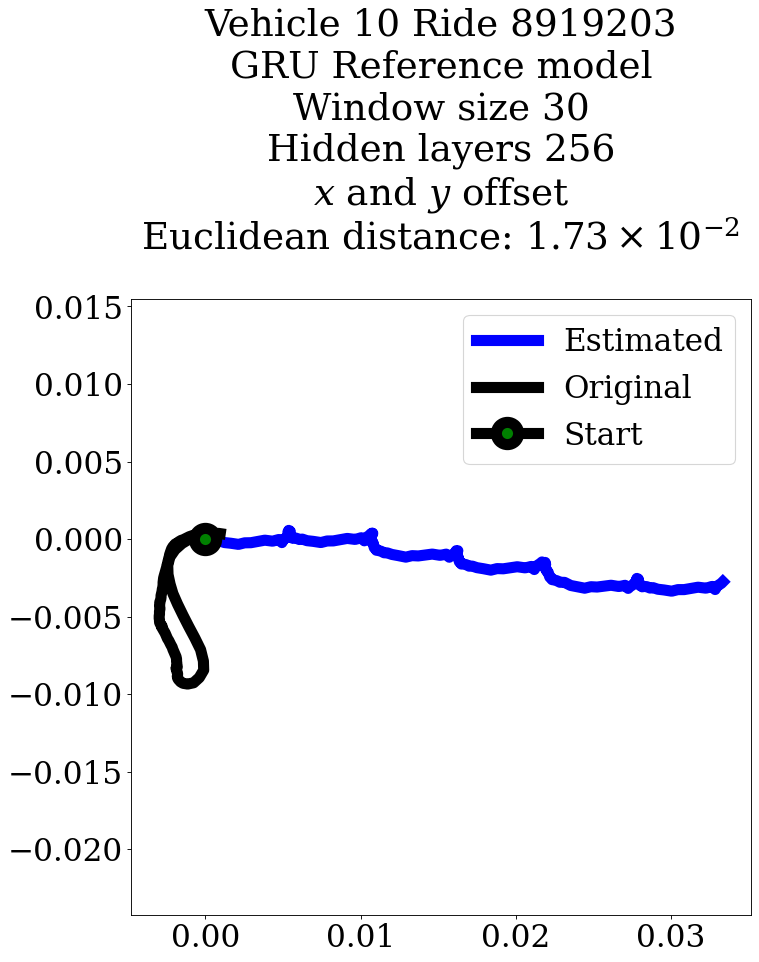 Vehicle 10 Ride 8919203
GRU Reference model
Window size 30
Hidden layers 256
x and y offset
Euclidean distance: 1.73 × 10⁻²
Estimated
Original
Start
0.015
0.010
0.005
0.000
−0.005
−0.010
−0.015
−0.020
0.00 0.01 0.02 0.03